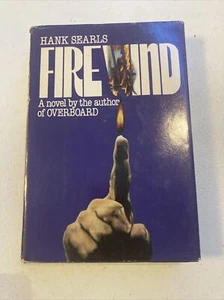 HANK SEARLS
FIREWIND
A novel by the author
of OVERBOARD